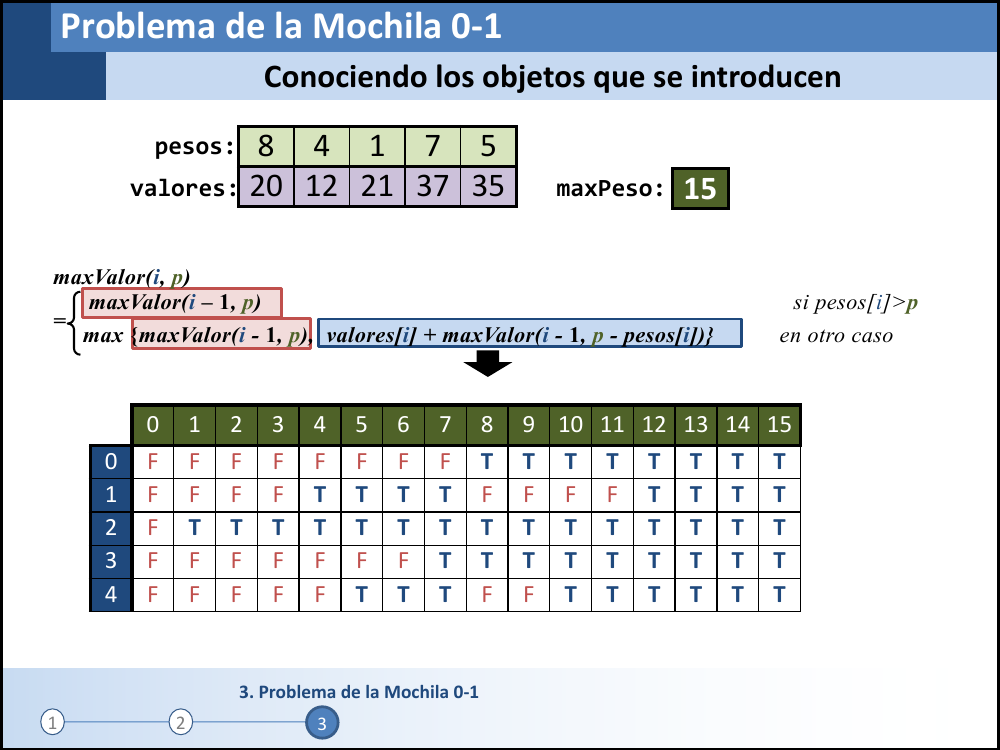 Problema de la Mochila 0-1
Conociendo los objetos que se introducen
pesos: 8 4 1 7 5
valores: 20 12 21 37 35 maxPeso: 15
maxValor(i, p)
= { maxValor(i – 1, p) si pesos[i]>p
max {maxValor(i - 1, p), valores[i] + maxValor(i - 1, p - pesos[i])} en otro caso
0 1 2 3 4 5 6 7 8 9 10 11 12 13 14 15
0 F F F F F F F F T T T T T T T T
1 F F F F T T T T F F F F T T T T
2 F T T T T T T T T T T T T T T T
3 F F F F F F F T T T T T T T T T
4 F F F F F T T T F F T T T T T T
3. Problema de la Mochila 0-1
1 2 3